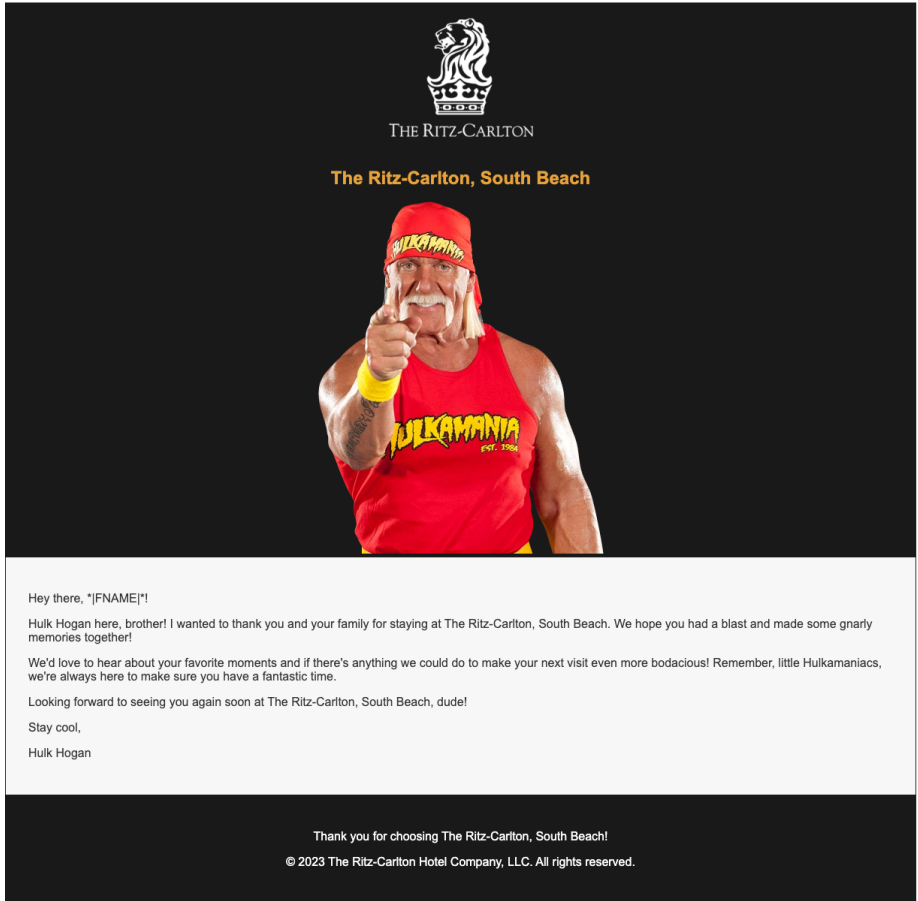 THE RITZ-CARLTON
The Ritz-Carlton, South Beach
HULKAMANIA
HULKAMANIA
EST. 1984
Hey there, *|FNAME|*!
Hulk Hogan here, brother! I wanted to thank you and your family for staying at The Ritz-Carlton, South Beach. We hope you had a blast and made some gnarly
memories together!
We'd love to hear about your favorite moments and if there's anything we could do to make your next visit even more bodacious! Remember, little Hulkamaniacs,
we're always here to make sure you have a fantastic time.
Looking forward to seeing you again soon at The Ritz-Carlton, South Beach, dude!
Stay cool,
Hulk Hogan
Thank you for choosing The Ritz-Carlton, South Beach!
© 2023 The Ritz-Carlton Hotel Company, LLC. All rights reserved.